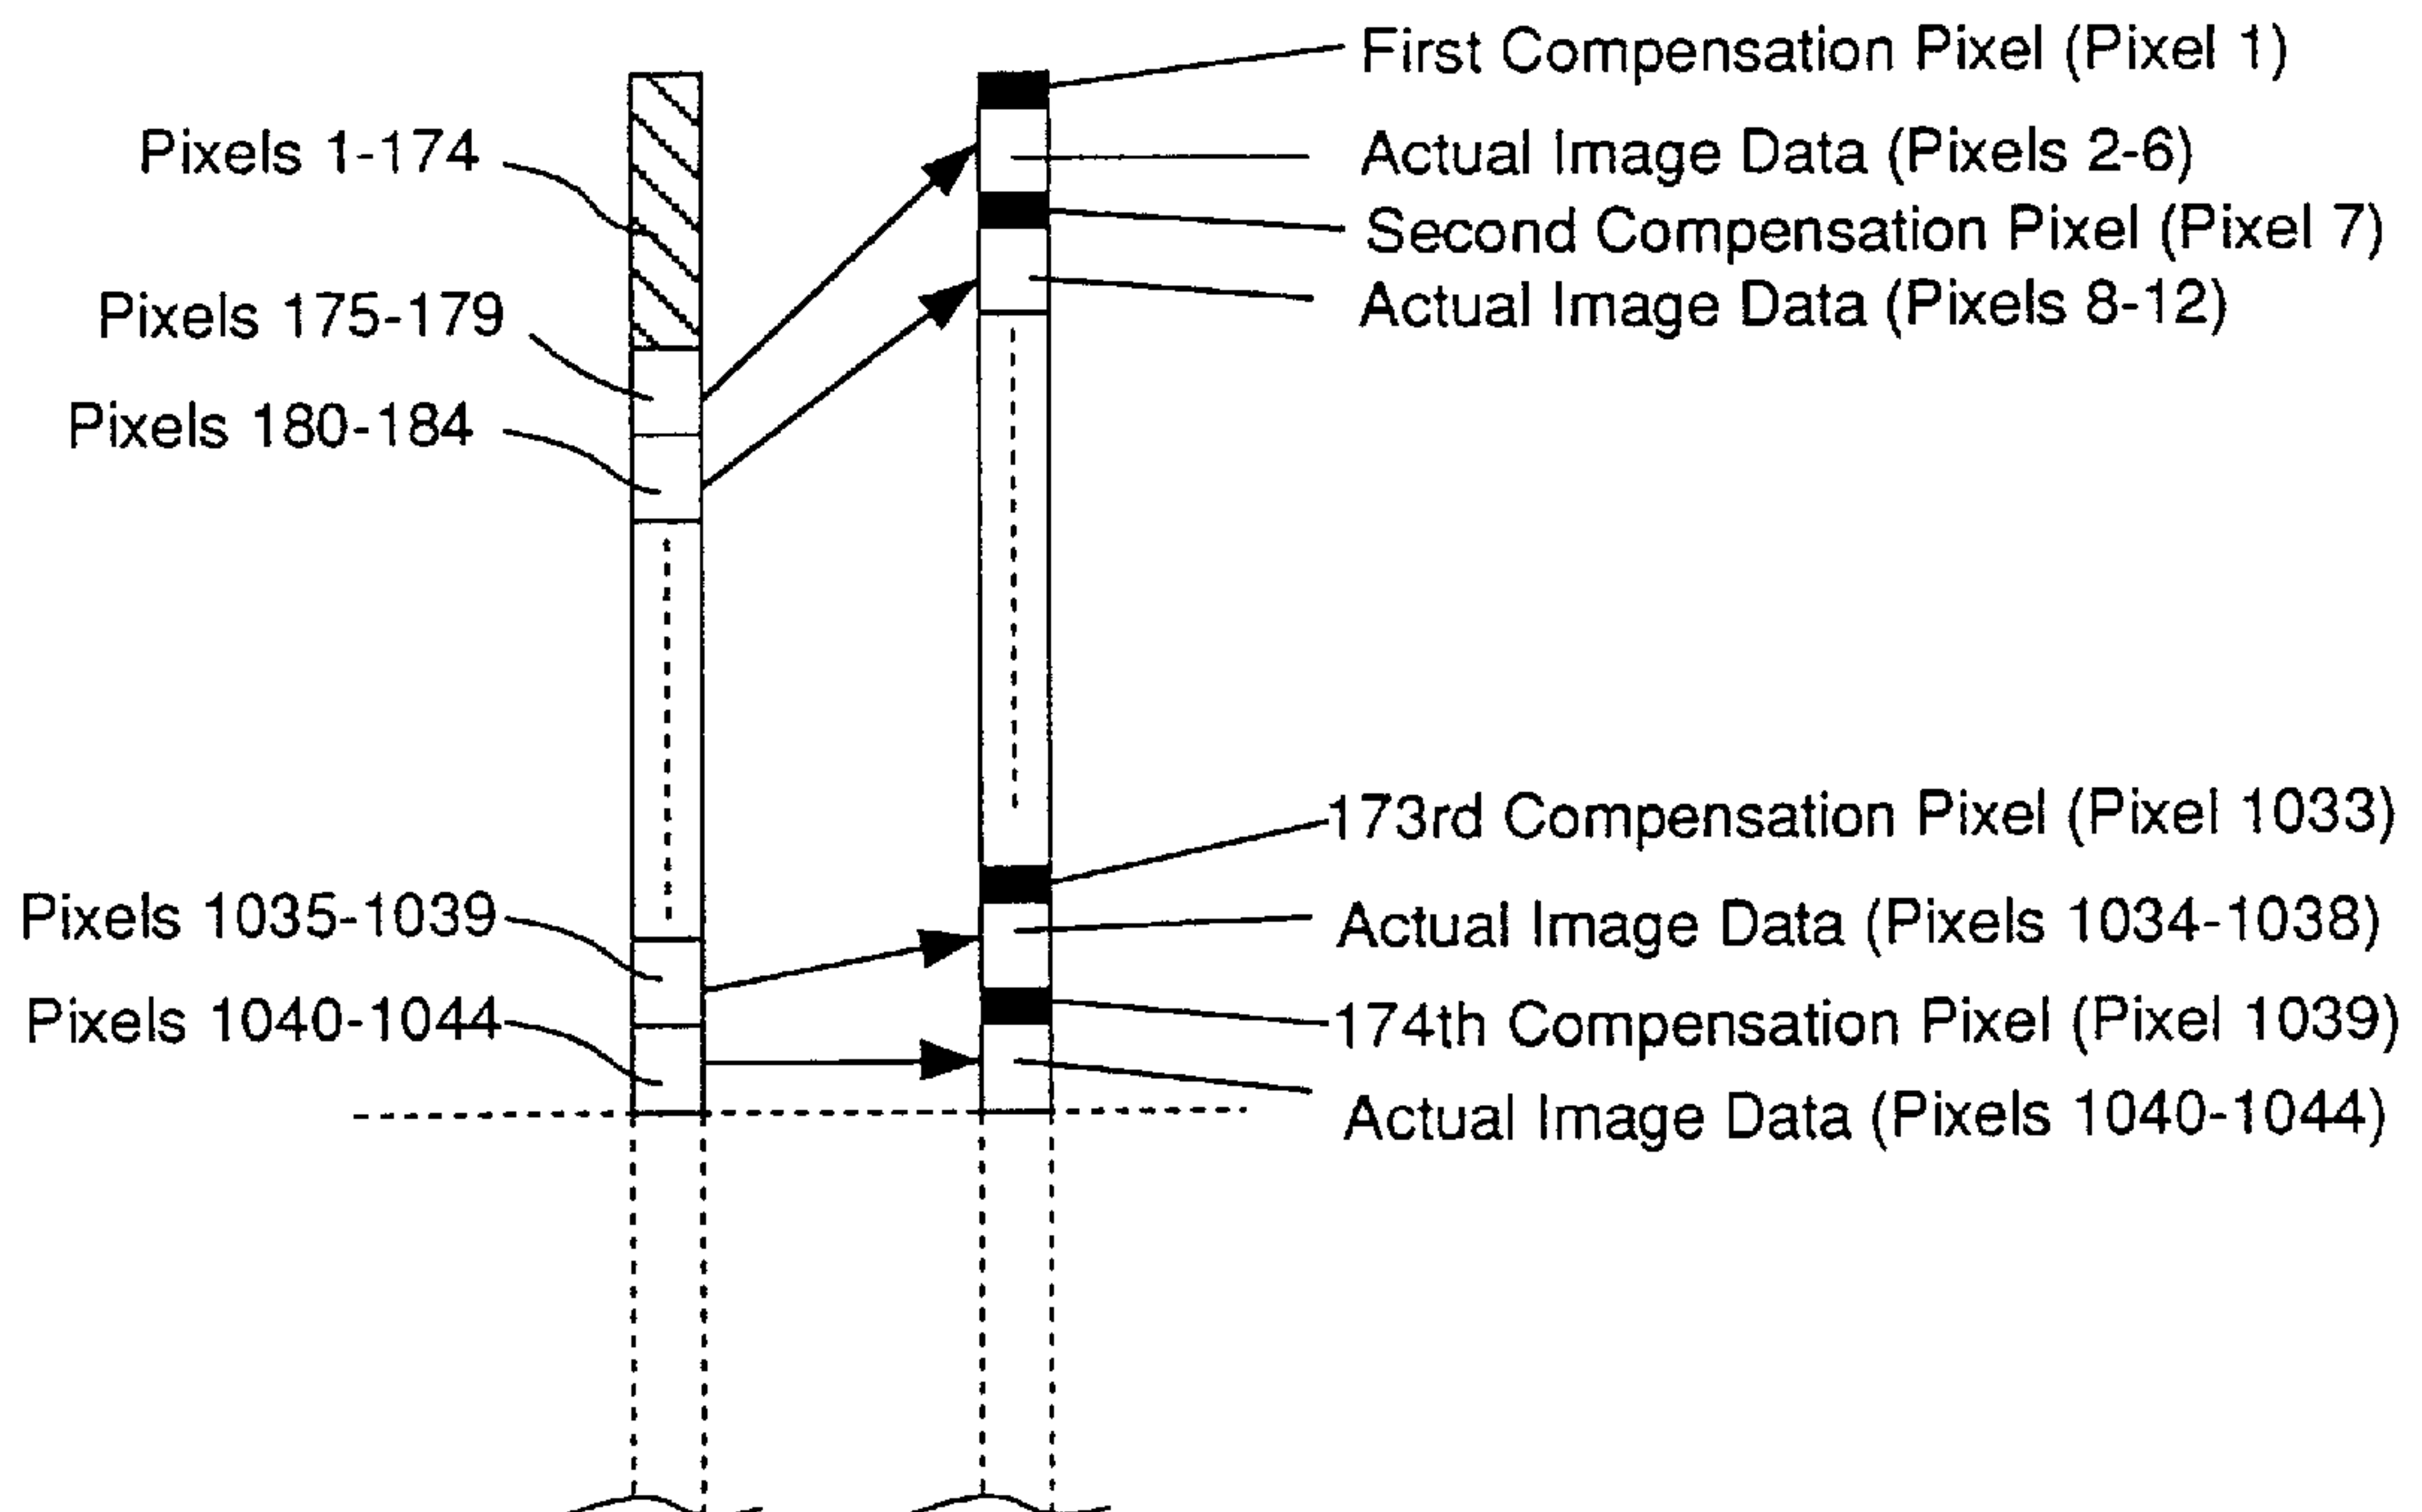 Pixels 1-174
Pixels 175-179
Pixels 180-184
Pixels 1035-1039
Pixels 1040-1044
First Compensation Pixel (Pixel 1)
Actual Image Data (Pixels 2-6)
Second Compensation Pixel (Pixel 7)
Actual Image Data (Pixels 8-12)
173rd Compensation Pixel (Pixel 1033)
Actual Image Data (Pixels 1034-1038)
174th Compensation Pixel (Pixel 1039)
Actual Image Data (Pixels 1040-1044)